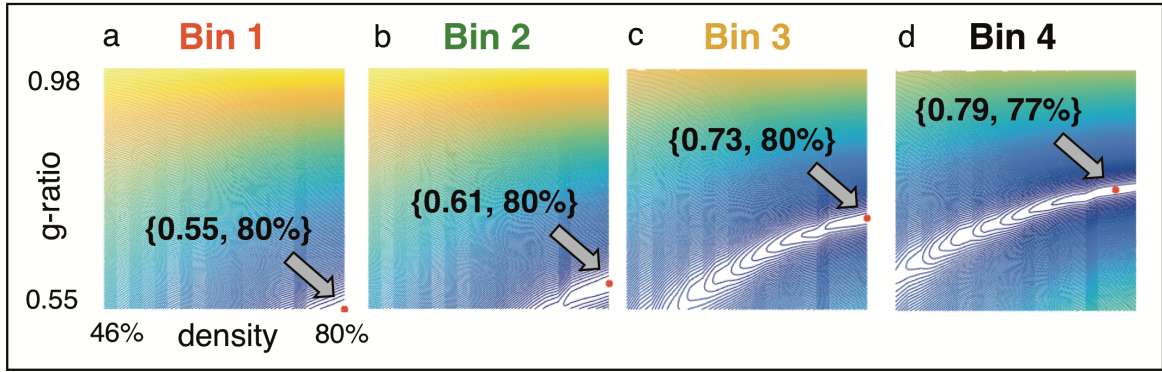 a Bin 1 b Bin 2 c Bin 3 d Bin 4
0.98
{0.79, 77%}
{0.73, 80%}
{0.61, 80%}
{0.55, 80%}
g-ratio
0.55
46% density 80%